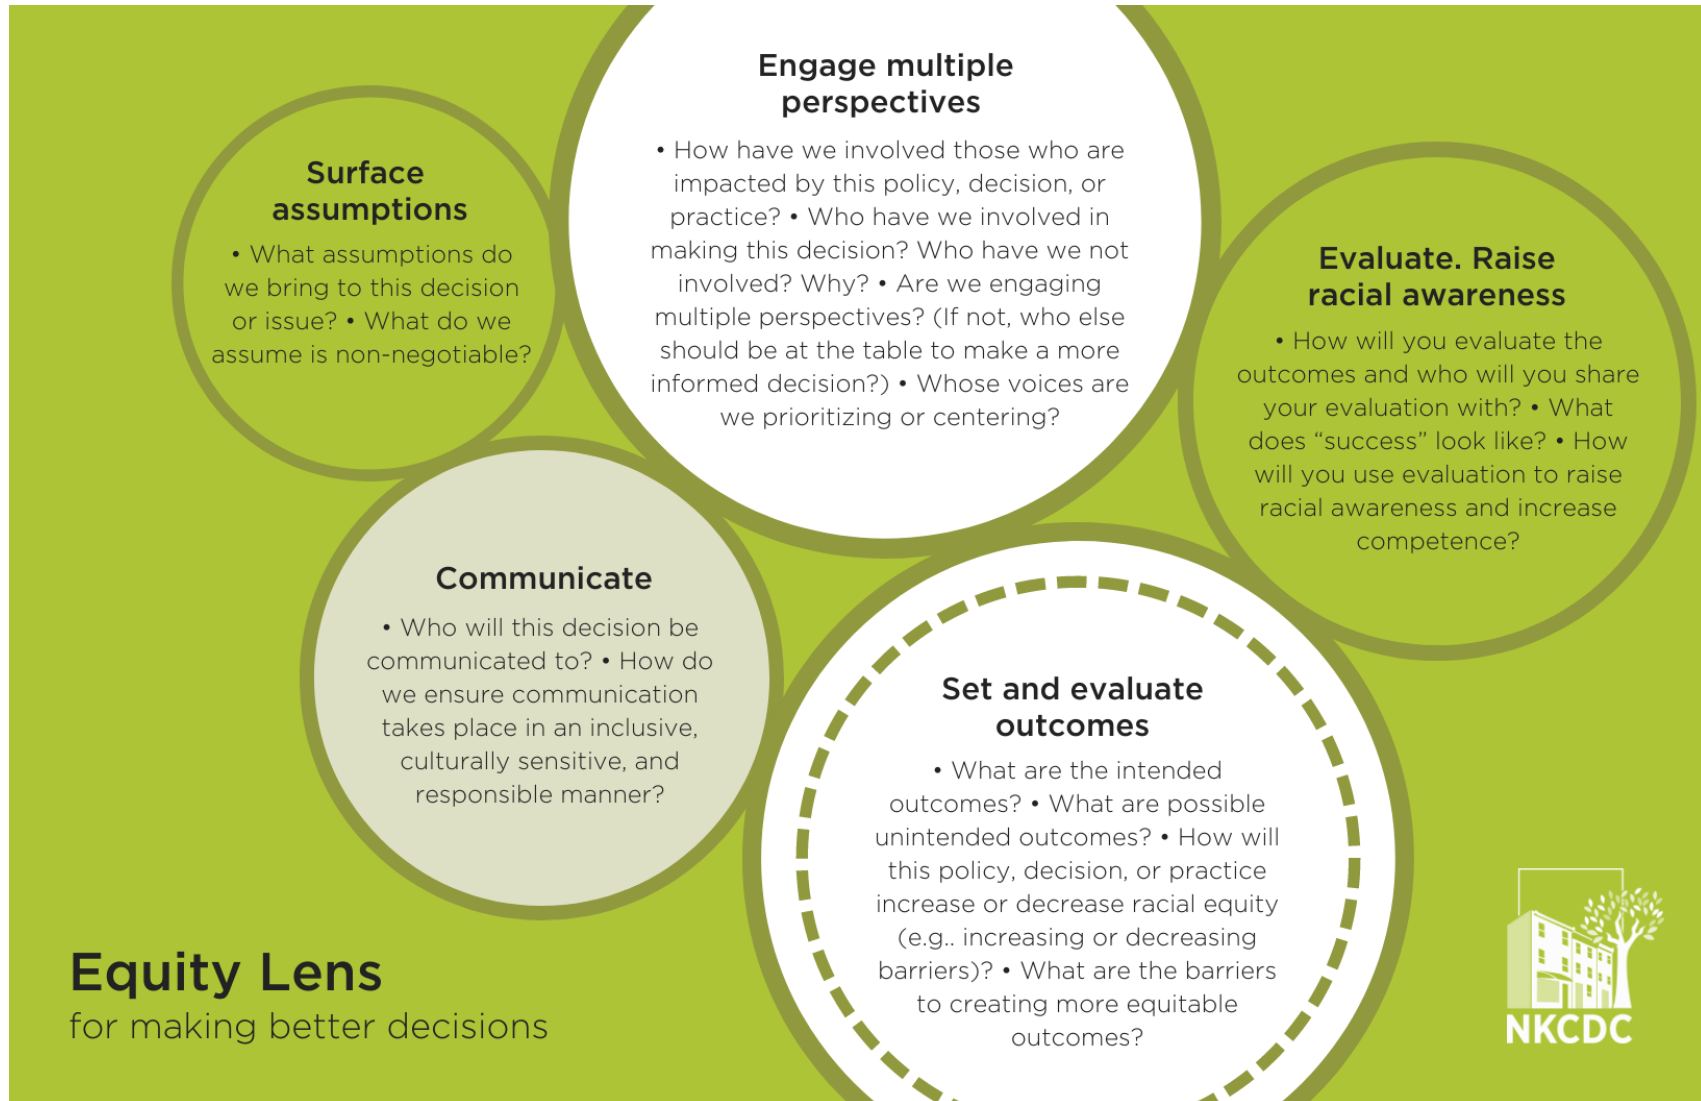 Engage multiple
perspectives
• How have we involved those who are
impacted by this policy, decision, or
practice? • Who have we involved in
making this decision? Who have we not
involved? Why? • Are we engaging
multiple perspectives? (If not, who else
should be at the table to make a more
informed decision?) • Whose voices are
we prioritizing or centering?
Surface
assumptions
• What assumptions do
we bring to this decision
or issue? • What do we
assume is non-negotiable?
Evaluate. Raise
racial awareness
• How will you evaluate the
outcomes and who will you share
your evaluation with? • What
does “success” look like? • How
will you use evaluation to raise
racial awareness and increase
competence?
Communicate
• Who will this decision be
communicated to? • How do
we ensure communication
takes place in an inclusive,
culturally sensitive, and
responsible manner?
Set and evaluate
outcomes
• What are the intended
outcomes? • What are possible
unintended outcomes? • How will
this policy, decision, or practice
increase or decrease racial equity
(e.g.. increasing or decreasing
barriers)? • What are the barriers
to creating more equitable
outcomes?
Equity Lens
for making better decisions
NKCDC